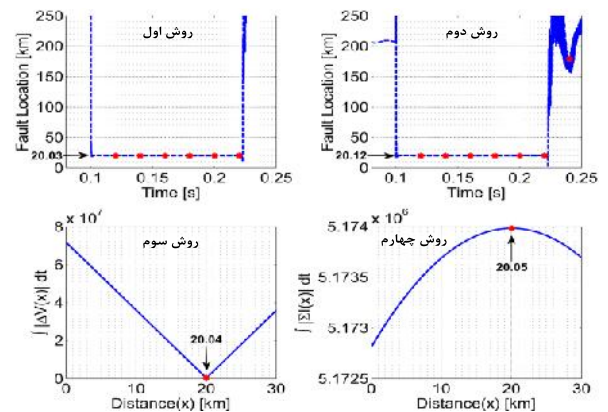 روش اول
Fault Location [km]
250
200
150
100
50
0
20.03
0.1
0.15
0.2
0.25
Time [s]
روش دوم
Fault Location [km]
250
200
150
100
50
0
20.12
0.1
0.15
0.2
0.25
Time [s]
روش سوم
x 10⁷
∫ |ΔV(x)| dt
8
6
4
2
0
20.04
0
10
20
30
Distance(x) [km]
روش چهارم
x 10⁶
∫ |ΣI(x)| dt
5.174
5.1735
5.173
5.1725
20.05
0
10
20
30
Distance(x) [km]